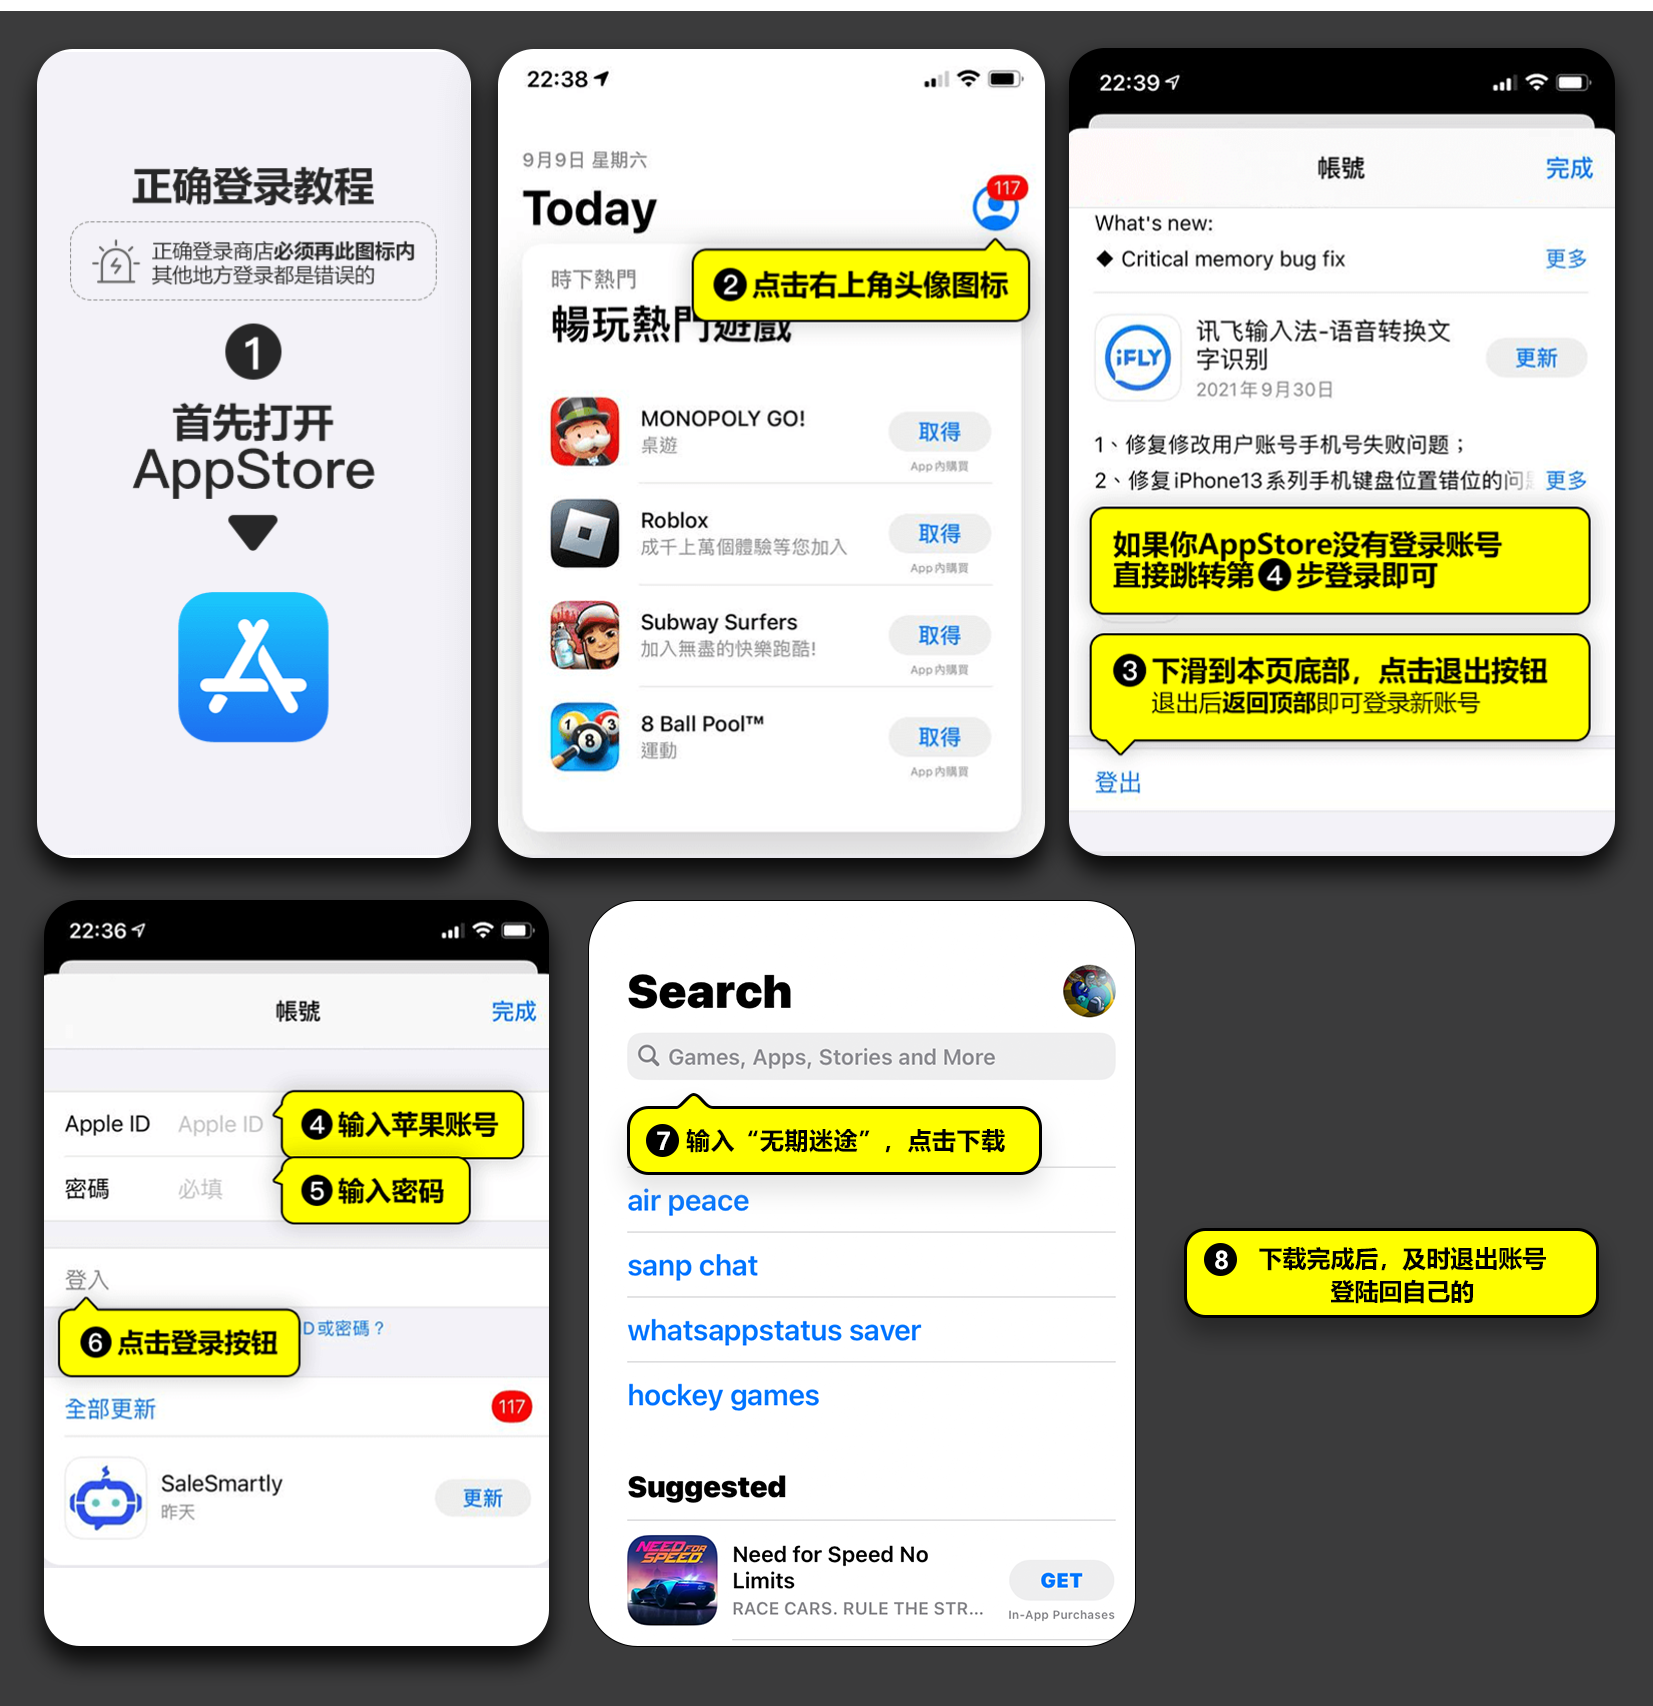 正确登录教程
正确登录商店必须再此图标内
其他地方登录都是错误的
1
首先打开
AppStore
22:38
9月9日 星期六
Today
117
2 点击右上角头像图标
時下熱門
暢玩熱門遊戲
MONOPOLY GO!
桌遊
取得
App內購買
Roblox
成千上萬個體驗等您加入
取得
App內購買
Subway Surfers
加入無盡的快樂跑酷!
取得
App內購買
8 Ball Pool™
運動
取得
App內購買
22:39
帳號
完成
What's new:
◆ Critical memory bug fix
更多
iFLY
讯飞输入法-语音转换文
字识别
2021年9月30日
更新
1、修复修改用户账号手机号失败问题；
2、修复iPhone13系列手机键盘位置错位的问
更多
如果你AppStore没有登录账号
直接跳转第4步登录即可
3 下滑到本页底部，点击退出按钮
退出后返回顶部即可登录新账号
登出
22:36
帳號
完成
Apple ID
Apple ID
4 输入苹果账号
密碼
必填
5 输入密码
登入
6 点击登录按钮
D或密碼？
全部更新
117
SaleSmartly
昨天
更新
Search
Games, Apps, Stories and More
7 输入“无期迷途”，点击下载
air peace
sanp chat
whatsappstatus saver
hockey games
Suggested
NEED FOR
SPEED
Need for Speed No
Limits
RACE CARS. RULE THE STR...
GET
In-App Purchases
8 下载完成后，及时退出账号
登陆回自己的